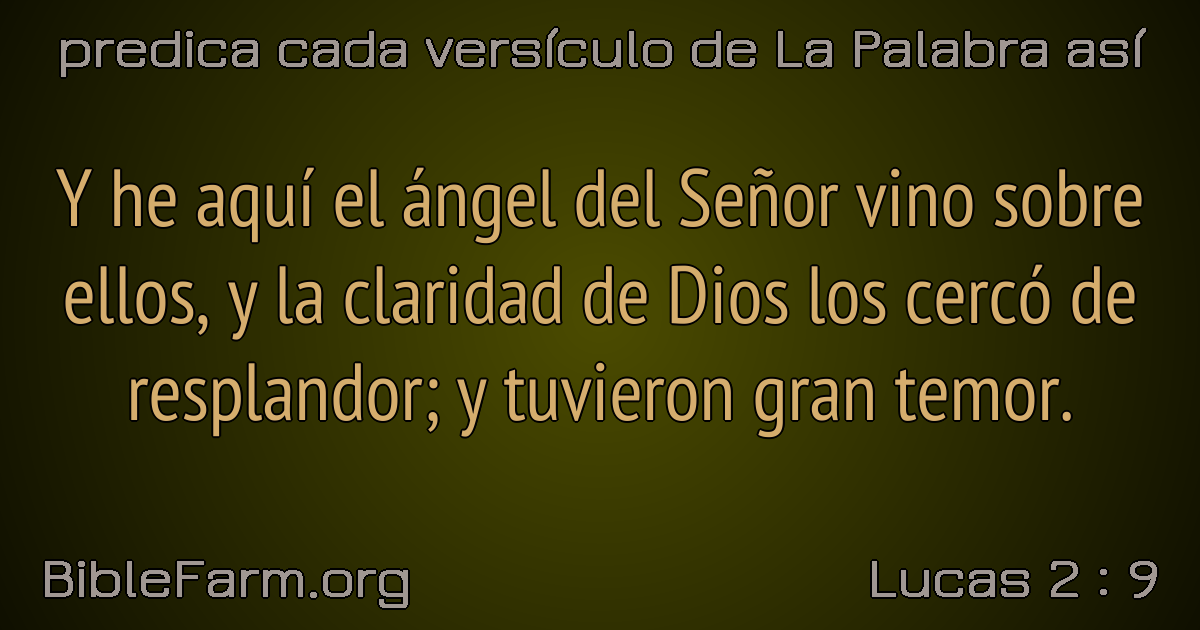 predica cada versículo de La Palabra así
Y he aquí el ángel del Señor vino sobre
ellos, y la claridad de Dios los cercó de
resplandor; y tuvieron gran temor.
BibleFarm.org
Lucas 2 : 9